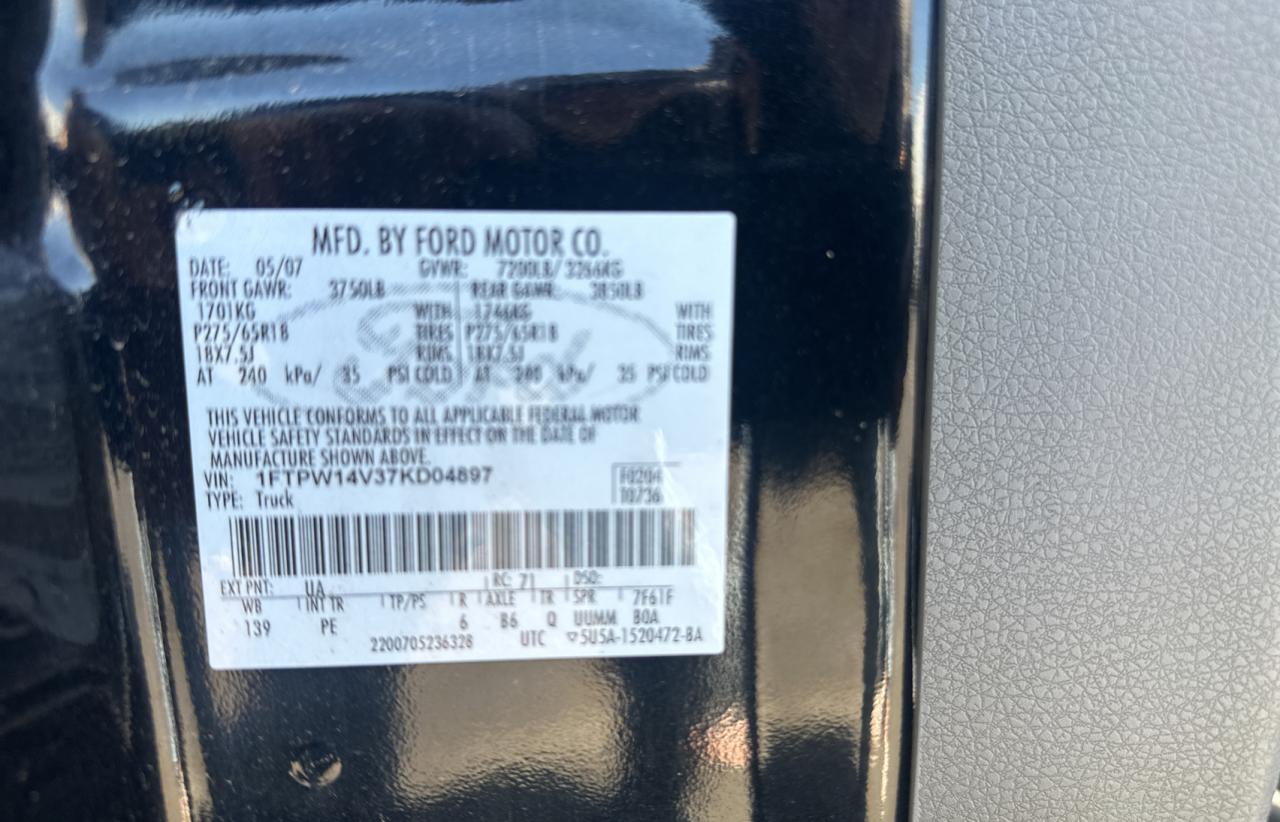 MFD. BY FORD MOTOR CO.
DATE: 05/07 GVWR: 7200LB/ 3266KG
FRONT GAWR: 3750LB REAR GAWR: 3850LB
1701KG WITH 1746KG WITH
P275/65R18 TIRES P275/65R18 TIRES
18X7.5J RIMS 18X7.5J RIMS
AT 240 kPa/ 35 PSI COLD AT 240 kPa/ 35 PSI COLD
THIS VEHICLE CONFORMS TO ALL APPLICABLE FEDERAL MOTOR
VEHICLE SAFETY STANDARDS IN EFFECT ON THE DATE OF
MANUFACTURE SHOWN ABOVE.
VIN: 1FTPW14V37KD04897 F0204
TYPE: Truck T0736
EXT PNT: UA RC: 71 DSO:
WB INT TR TP/PS R AXLE TR SPR 7F61F
139 PE 6 B6 Q UUMM BOA
2200705236328 UTC ▽5U5A-1520472-BA